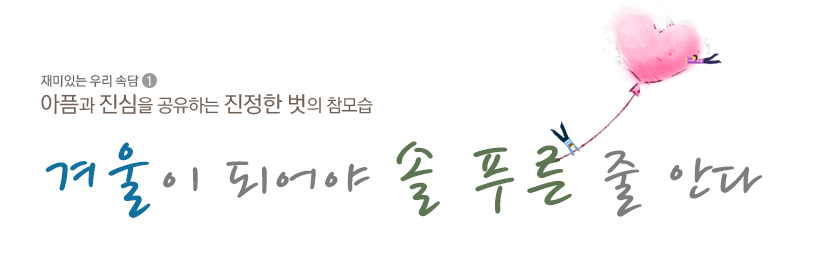 재미있는 우리 속담 1
아픔과 진심을 공유하는 진정한 벗의 참모습
겨울이 되어야 솔 푸른 줄 안다